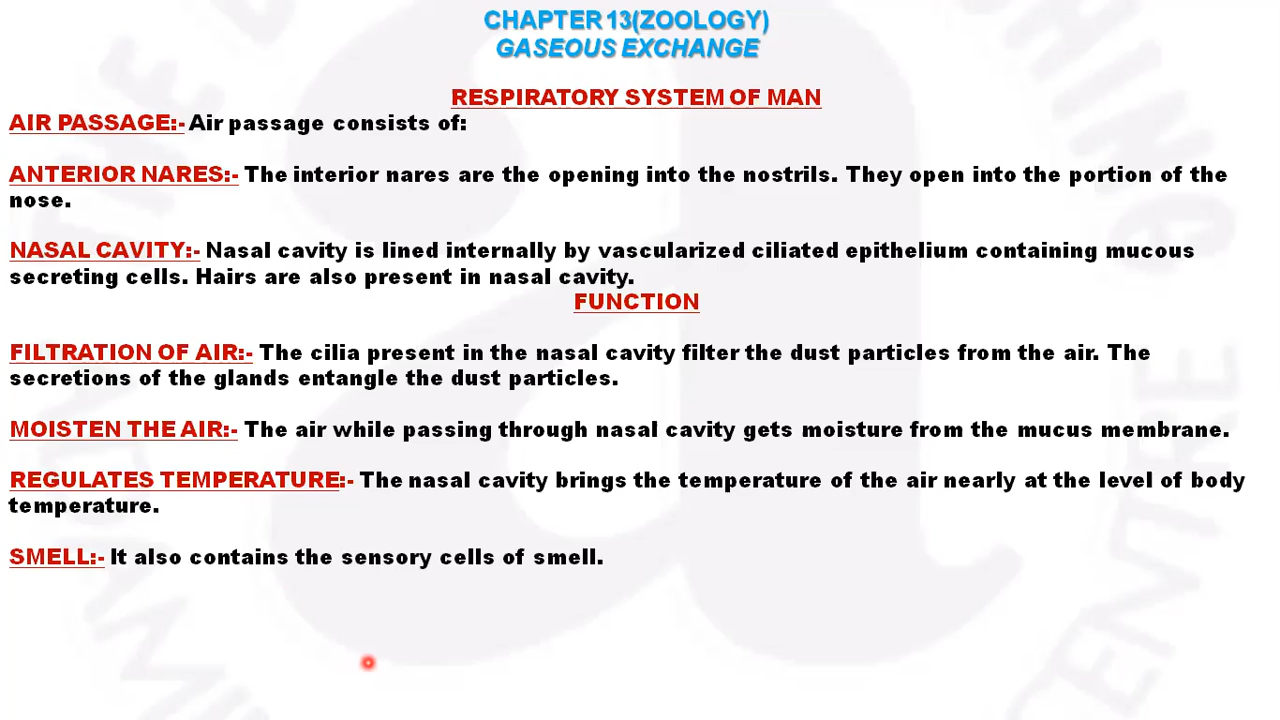 CHAPTER 13(ZOOLOGY)
GASEOUS EXCHANGE
RESPIRATORY SYSTEM OF MAN
AIR PASSAGE:- Air passage consists of:
ANTERIOR NARES:- The interior nares are the opening into the nostrils. They open into the portion of the
nose.
NASAL CAVITY:- Nasal cavity is lined internally by vascularized ciliated epithelium containing mucous
secreting cells. Hairs are also present in nasal cavity.
FUNCTION
FILTRATION OF AIR:- The cilia present in the nasal cavity filter the dust particles from the air. The
secretions of the glands entangle the dust particles.
MOISTEN THE AIR:- The air while passing through nasal cavity gets moisture from the mucus membrane.
REGULATES TEMPERATURE:- The nasal cavity brings the temperature of the air nearly at the level of body
temperature.
SMELL:- It also contains the sensory cells of smell.